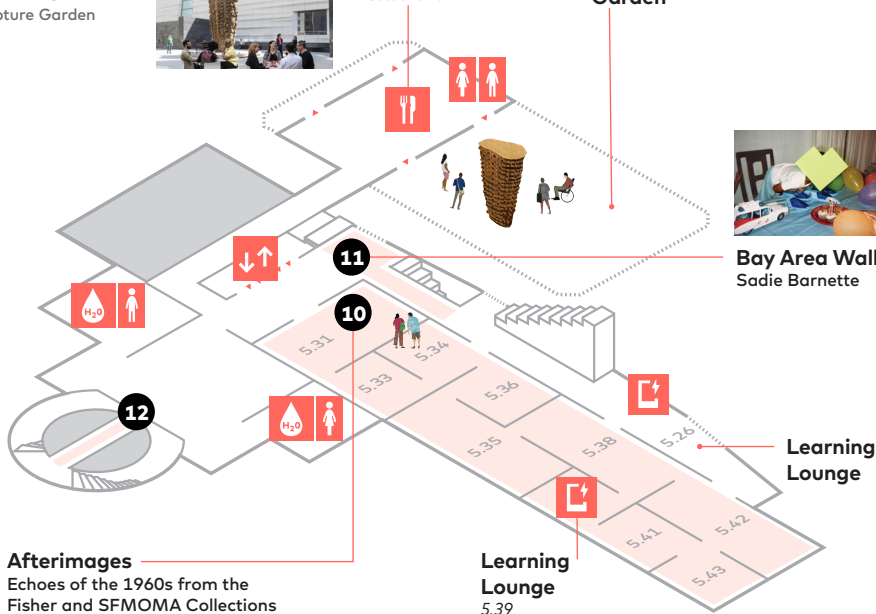 pture Garden
Garden
H₂O
11
10
12
H₂O
5.31
5.34
5.33
5.36
5.35
5.38
5.26
5.41
5.42
5.43
Bay Area Wall
Sadie Barnette
Learning
Lounge
Afterimages
Echoes of the 1960s from the
Fisher and SFMOMA Collections
Learning
Lounge
5.39